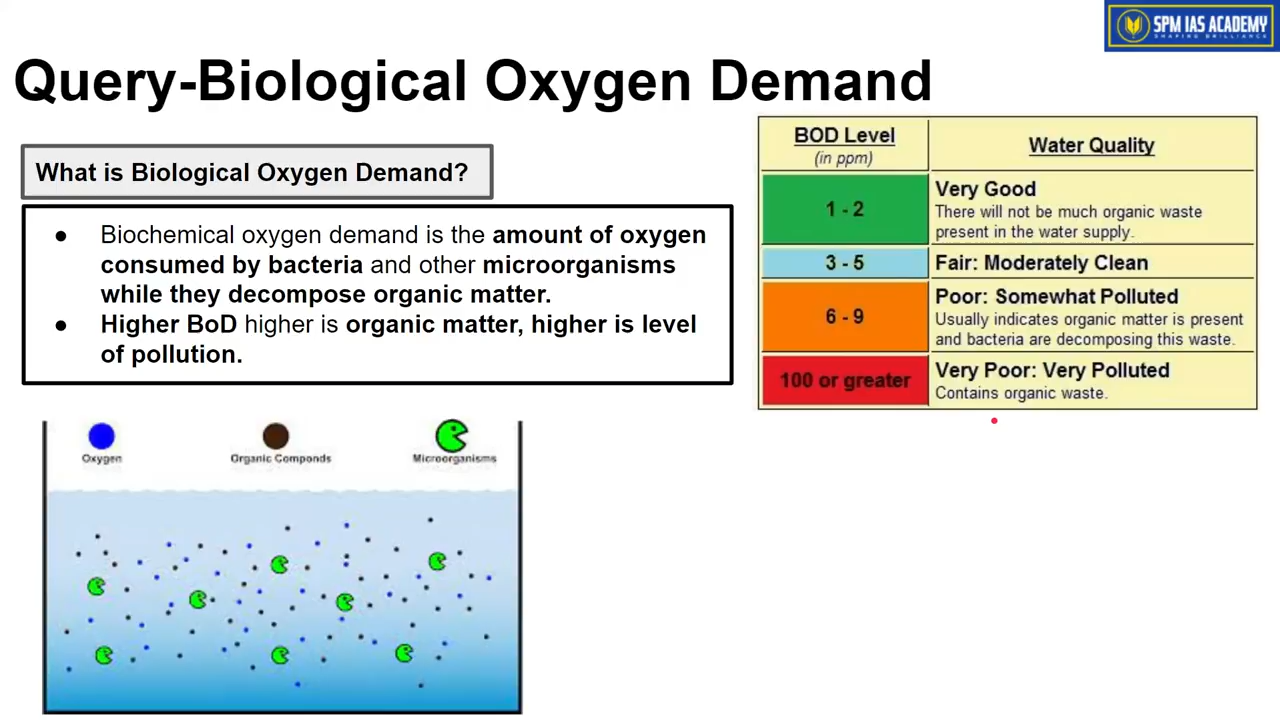 SPM IAS ACADEMY
SHAPING BRILLIANCE
Query-Biological Oxygen Demand
What is Biological Oxygen Demand?
● Biochemical oxygen demand is the amount of oxygen
consumed by bacteria and other microorganisms
while they decompose organic matter.
● Higher BoD higher is organic matter, higher is level
of pollution.
BOD Level
(in ppm)
Water Quality
1 - 2
Very Good
There will not be much organic waste
present in the water supply.
3 - 5
Fair: Moderately Clean
6 - 9
Poor: Somewhat Polluted
Usually indicates organic matter is present
and bacteria are decomposing this waste.
100 or greater
Very Poor: Very Polluted
Contains organic waste.
Oxygen
Organic Componds
Microorganisms